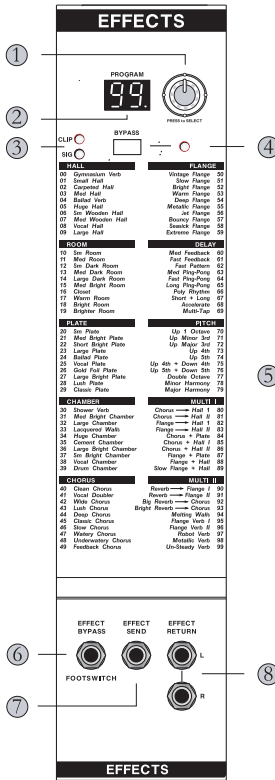 EFFECTS
1
PROGRAM
99.
PRESS to SELECT
2
BYPASS
CLIP
SIG
3
4
HALL
00 Gymnasium Verb
01 Small Hall
02 Carpeted Hall
03 Med Hall
04 Ballad Verb
05 Huge Hall
06 Sm Wooden Hall
07 Med Wooden Hall
08 Vocal Hall
09 Large Hall
FLANGE
Vintage Flange 50
Slow Flange 51
Bright Flange 52
Warm Flange 53
Deep Flange 54
Metallic Flange 55
Jet Flange 56
Bouncy Flange 57
Seasick Flange 58
Extreme Flange 59
ROOM
10 Sm Room
11 Med Room
12 Sm Dark Room
13 Med Dark Room
14 Large Dark Room
15 Med Bright Room
16 Closet
17 Warm Room
18 Bright Room
19 Brighter Room
DELAY
Med Feedback 60
Fast Feedback 61
Fast Pattern 62
Med Ping-Pong 63
Fast Ping-Pong 64
Long Ping-Pong 65
Poly Rhythm 66
Short + Long 67
Accelerate 68
Multi-Tap 69
PLATE
20 Sm Plate
21 Med Bright Plate
22 Short Bright Plate
23 Large Plate
24 Ballad Plate
25 Vocal Plate
26 Gold Foil Plate
27 Large Bright Plate
28 Lush Plate
29 Classic Plate
PITCH
Up 1 Octave 70
Up Minor 3rd 71
Up Major 3rd 72
Up 4th 73
Up 5th 74
Up 4th + Down 4th 75
Up 5th + Down 5th 76
Double Octave 77
Minor Harmony 78
Major Harmony 79
5
CHAMBER
30 Shower Verb
31 Med Bright Chamber
32 Large Chamber
33 Lacquered Walls
34 Huge Chamber
35 Cement Chamber
36 Large Bright Chamber
37 Sm Bright Chamber
38 Vocal Chamber
39 Drum Chamber
MULTI I
Chorus → Hall 1 80
Chorus → Hall II 81
Flange → Hall 1 82
Flange → Hall II 83
Chorus + Plate 84
Chorus + Hall I 85
Chorus + Hall II 86
Flange + Plate 87
Flange + Hall 88
Slow Flange + Hall 89
CHORUS
40 Clean Chorus
41 Vocal Doubler
42 Wide Chorus
43 Lush Chorus
44 Deep Chorus
45 Classic Chorus
46 Slow Chorus
47 Watery Chorus
48 Underwatery Chorus
49 Feedback Chorus
MULTI II
Reverb → Flange I 90
Reverb → Flange II 91
Big Reverb → Chorus 92
Bright Reverb → Chorus 93
Melting Walls 94
Flange Verb I 95
Flange Verb II 96
Robot Verb 97
Metallic Verb 98
Un-Steady Verb 99
EFFECT BYPASS
EFFECT SEND
EFFECT RETURN
6
L
FOOTSWITCH
8
7
R
EFFECTS